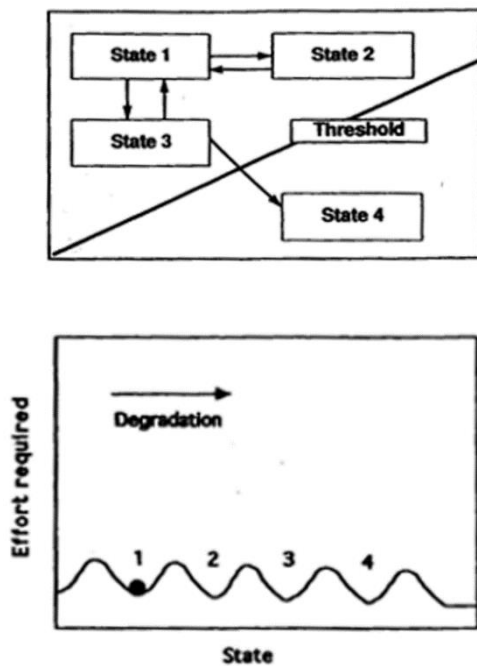 State 1
State 2
State 3
Threshold
State 4
Degradation
Effort required
1
2
3
4
State